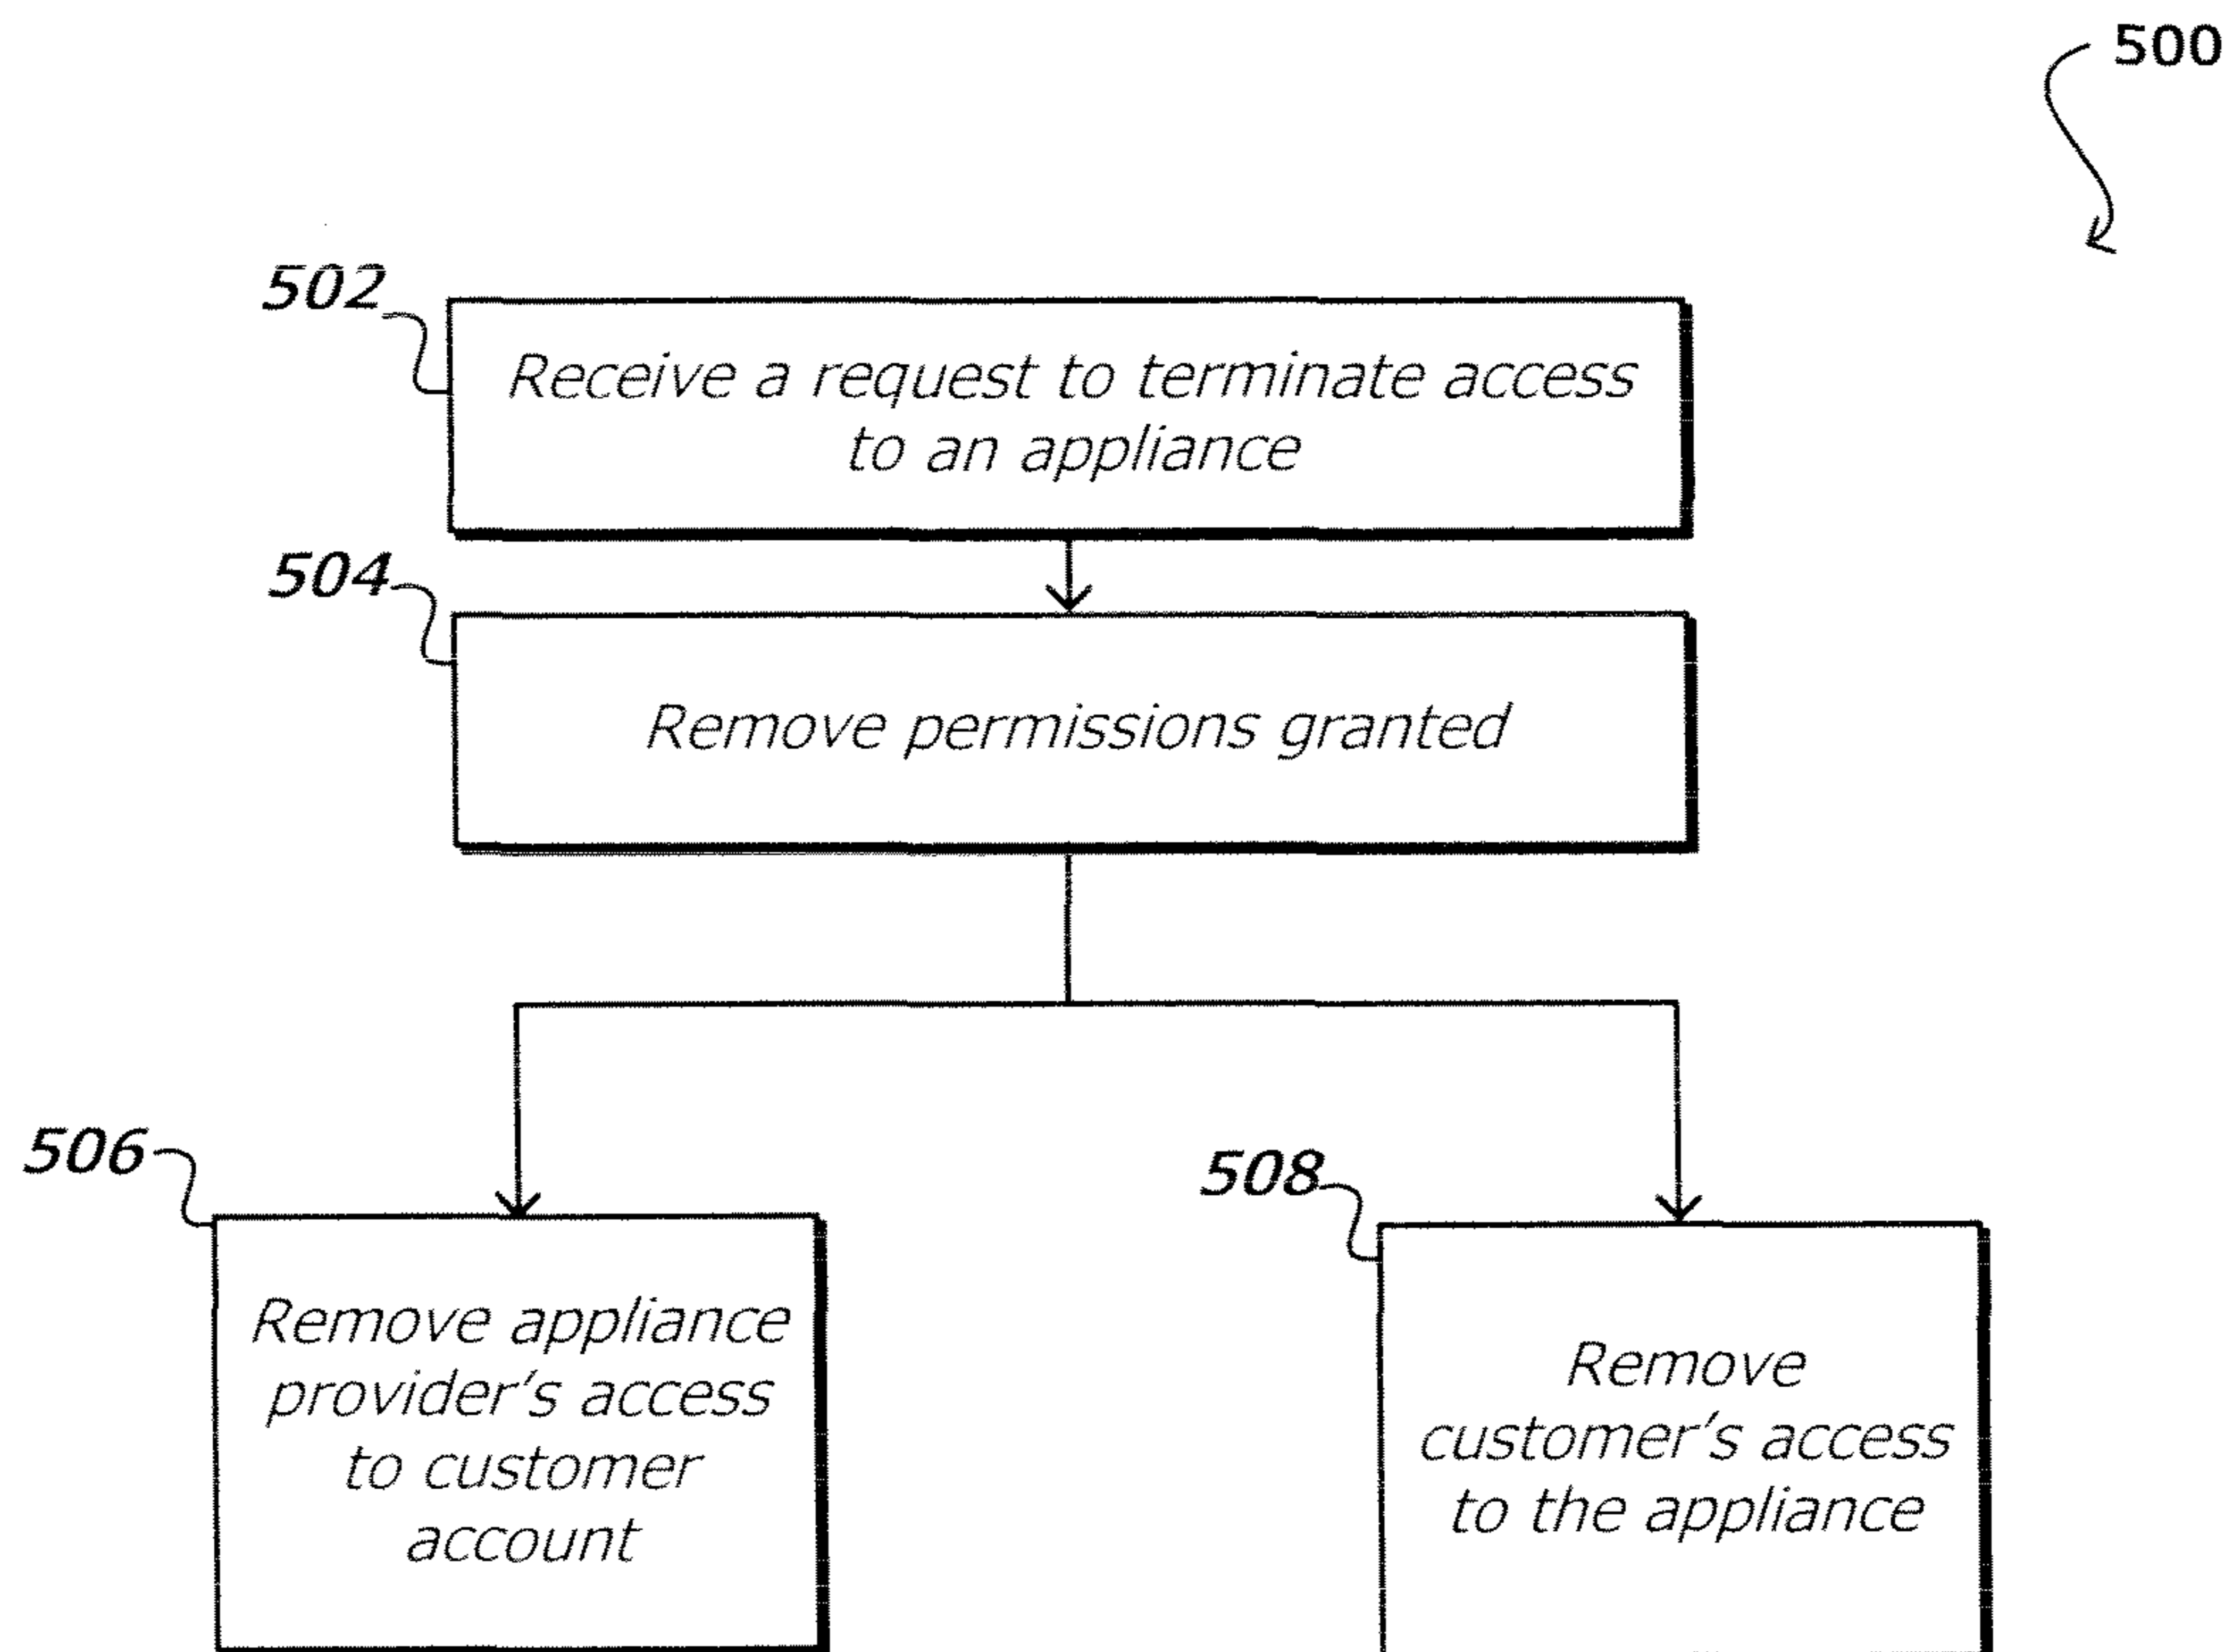 500
502
Receive a request to terminate access
to an appliance
504
Remove permissions granted
506
Remove appliance
provider's access
to customer
account
508
Remove
customer's access
to the appliance